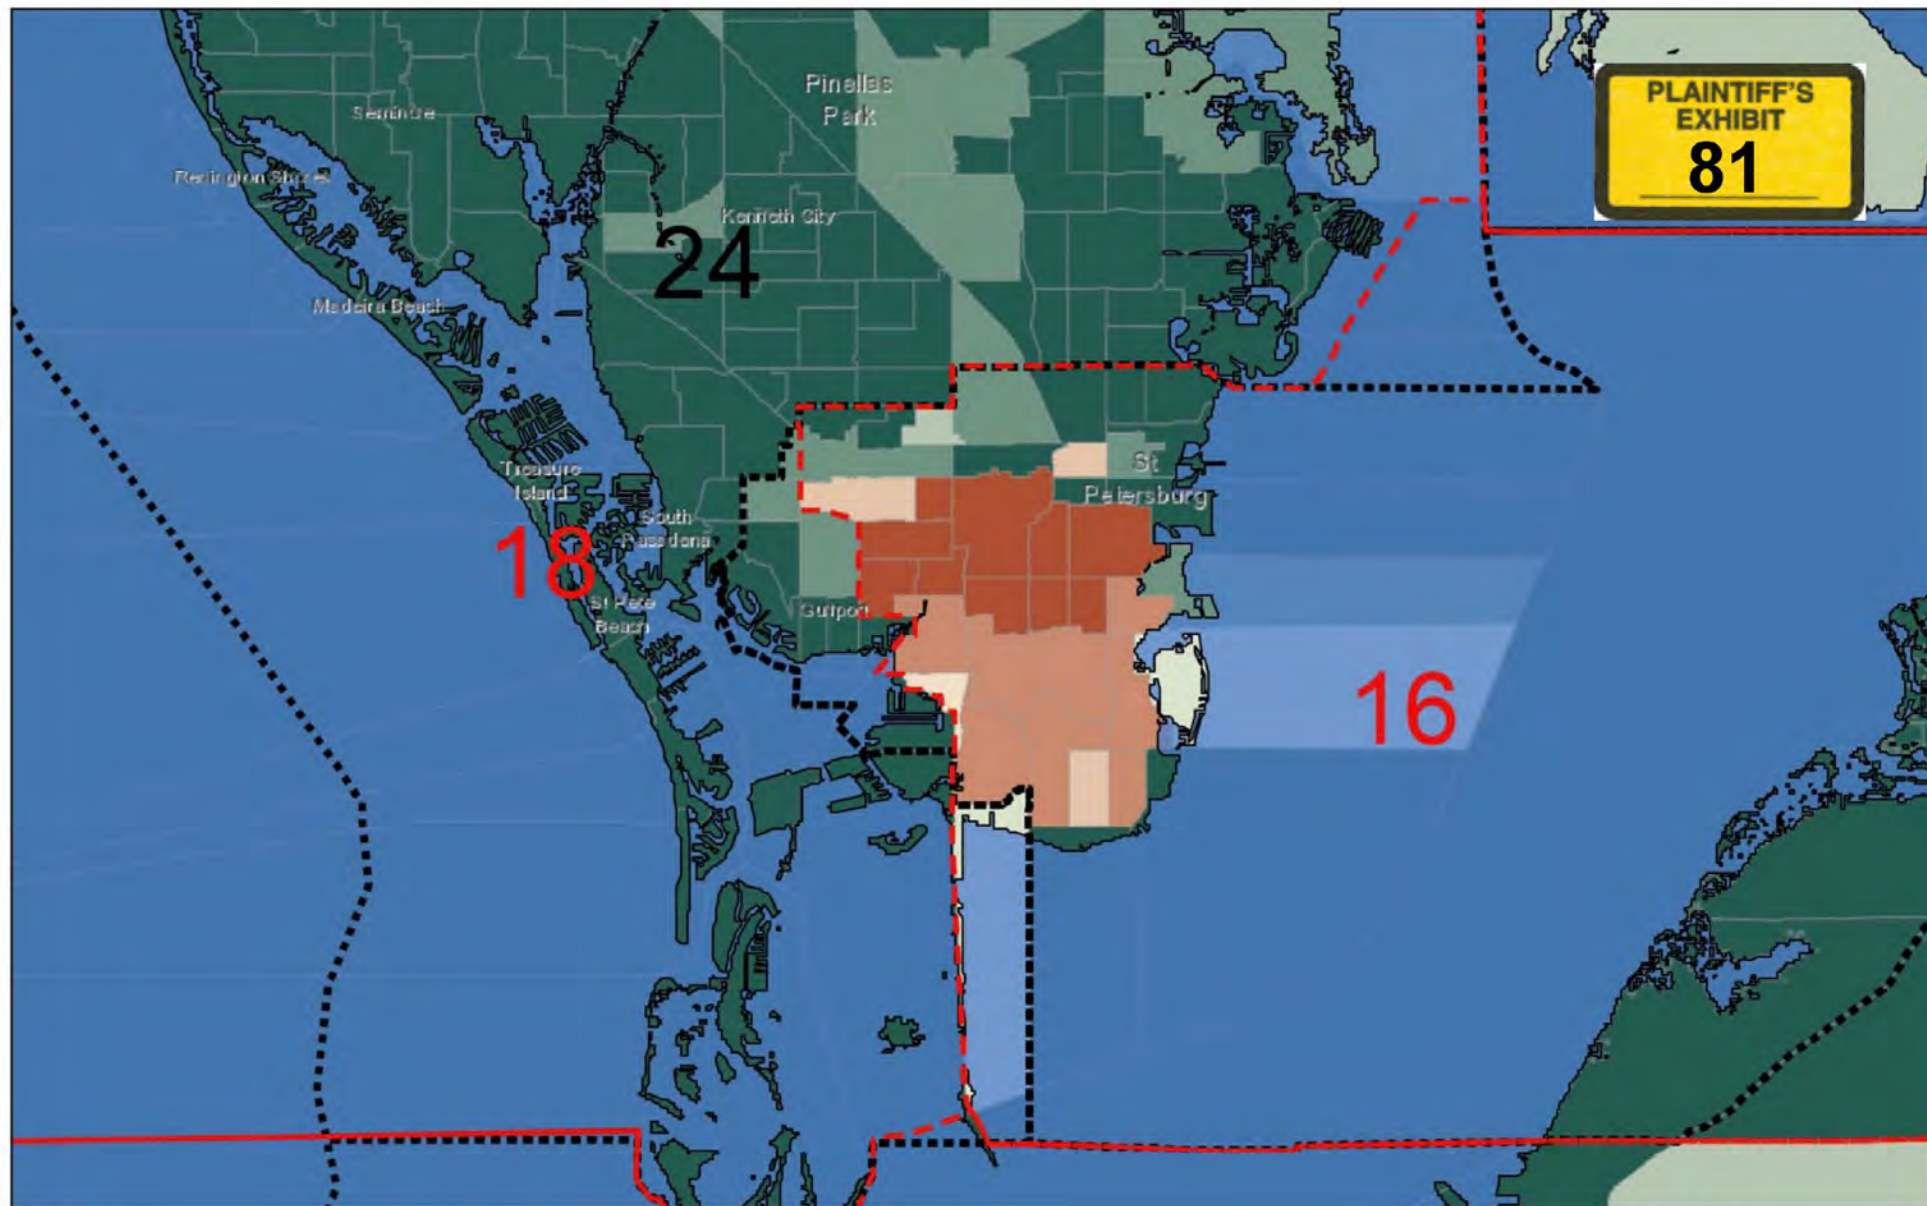 PLAINTIFF'S
EXHIBIT
81
Pinellas
Park
Seminole
Kenneth City
24
Madeira Beach
Treasure
Island
St
Petersburg
South
Pasadena
18
St Pete
Beach
Gulfport
16